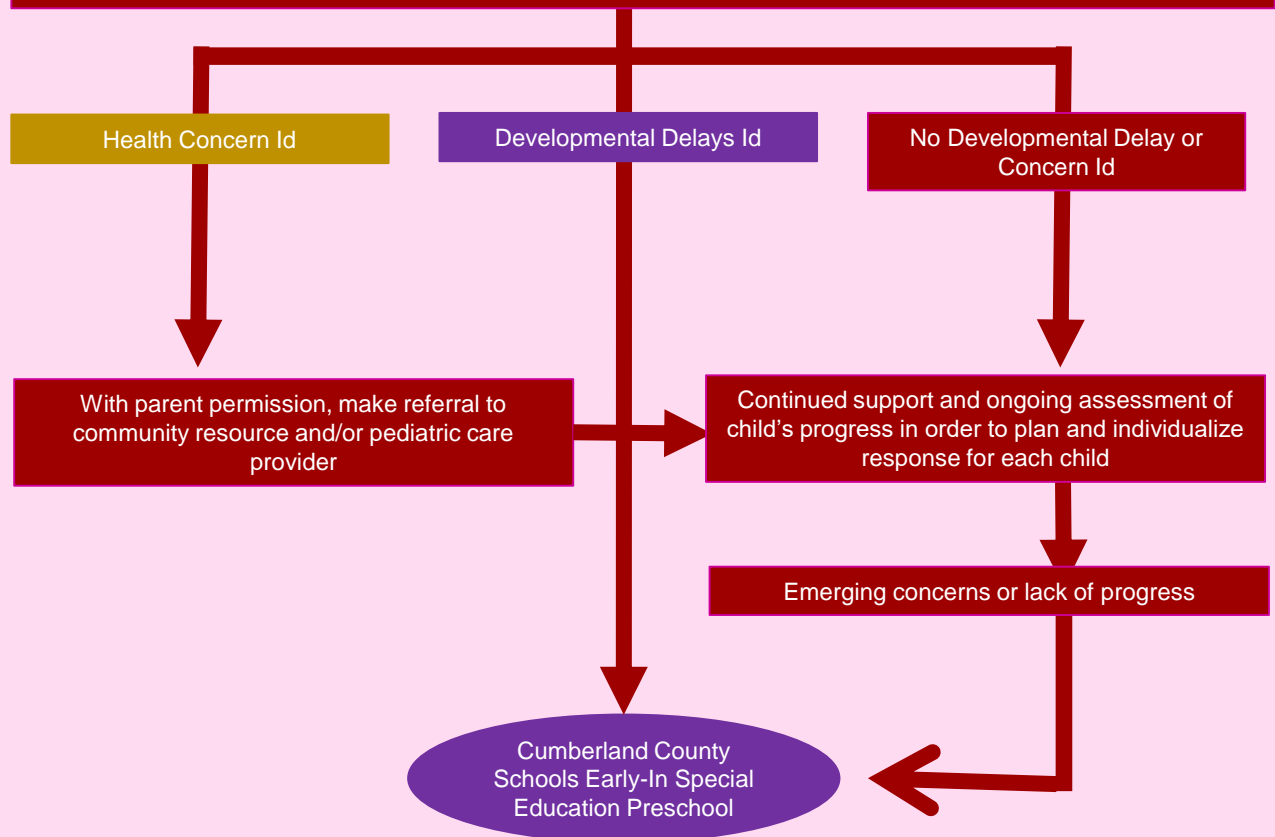 Health Concern Id
Developmental Delays Id
No Developmental Delay or
Concern Id
With parent permission, make referral to
community resource and/or pediatric care
provider
Continued support and ongoing assessment of
child's progress in order to plan and individualize
response for each child
Emerging concerns or lack of progress
Cumberland County
Schools Early-In Special
Education Preschool